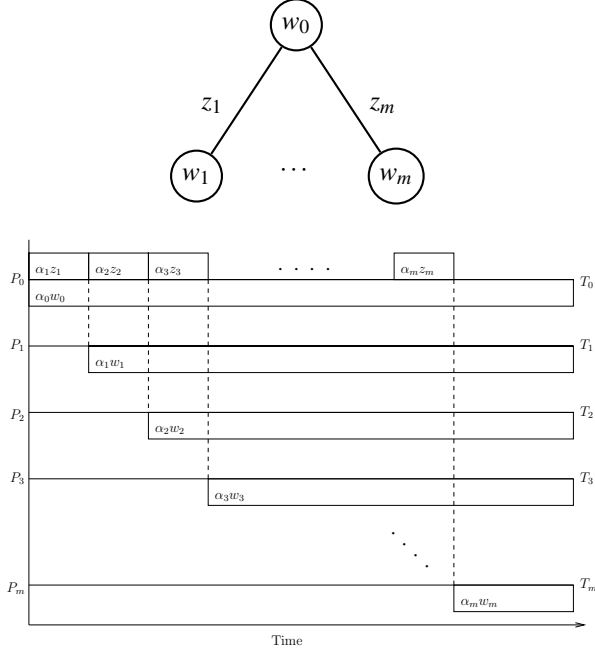 w₀
z₁ zₘ
w₁ ··· wₘ
α₁z₁ α₂z₂ α₃z₃ · · · · αₘzₘ
P₀ T₀
α₀w₀
P₁ T₁
α₁w₁
P₂ T₂
α₂w₂
P₃ T₃
α₃w₃
Pₘ Tₘ
αₘwₘ
Time